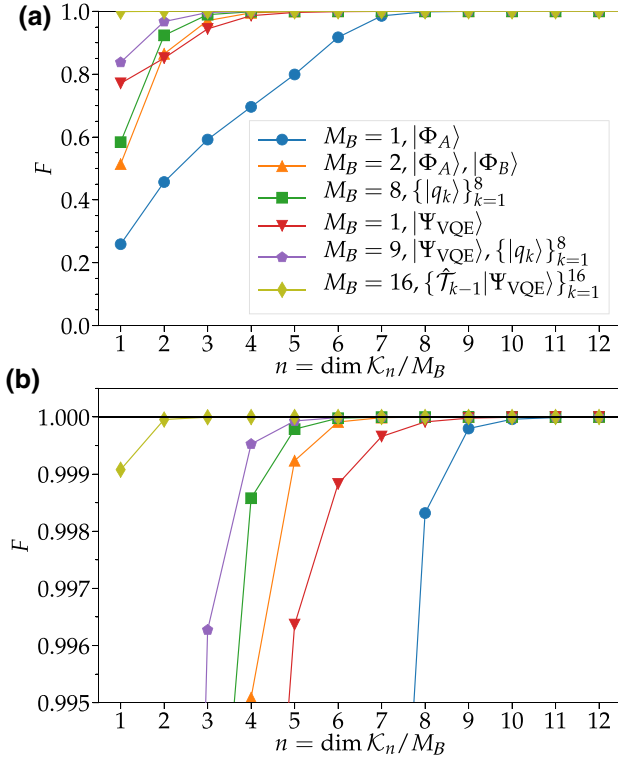 (a)
1.0
0.8
0.6
0.4
0.2
0.0
F
M_B = 1, |Φ_A⟩
M_B = 2, |Φ_A⟩, |Φ_B⟩
M_B = 8, {|q_k⟩}_{k=1}^8
M_B = 1, |Ψ_VQE⟩
M_B = 9, |Ψ_VQE⟩, {|q_k⟩}_{k=1}^8
M_B = 16, {𝒯̂_{k−1}|Ψ_VQE⟩}_{k=1}^{16}
1 2 3 4 5 6 7 8 9 10 11 12
n = dim 𝒦_n/M_B
(b)
1.000
0.999
0.998
0.997
0.996
0.995
F
1 2 3 4 5 6 7 8 9 10 11 12
n = dim 𝒦_n/M_B